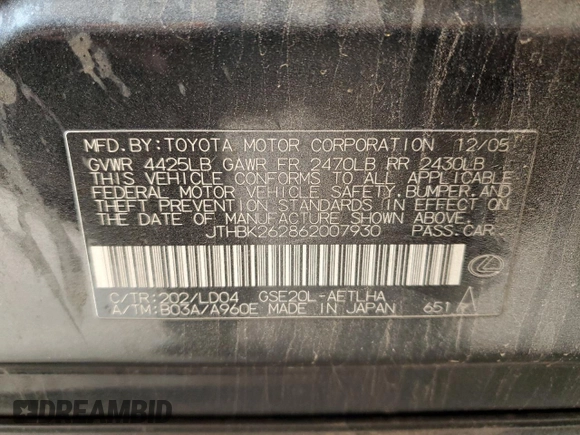 MFD. BY: TOYOTA MOTOR CORPORATION 12/05
GVWR 4425LB GAWR FR 2470LB RR 2430LB
THIS VEHICLE CONFORMS TO ALL APPLICABLE
FEDERAL MOTOR VEHICLE SAFETY, BUMPER, AND
THEFT PREVENTION STANDARDS IN EFFECT ON
THE DATE OF MANUFACTURE SHOWN ABOVE.
JTHBK262862007930 PASS. CAR
C/TR: 202/LD04 GSE20L-AETLHA
A/TM: B03A/A960E MADE IN JAPAN 651 A
DREAMBID